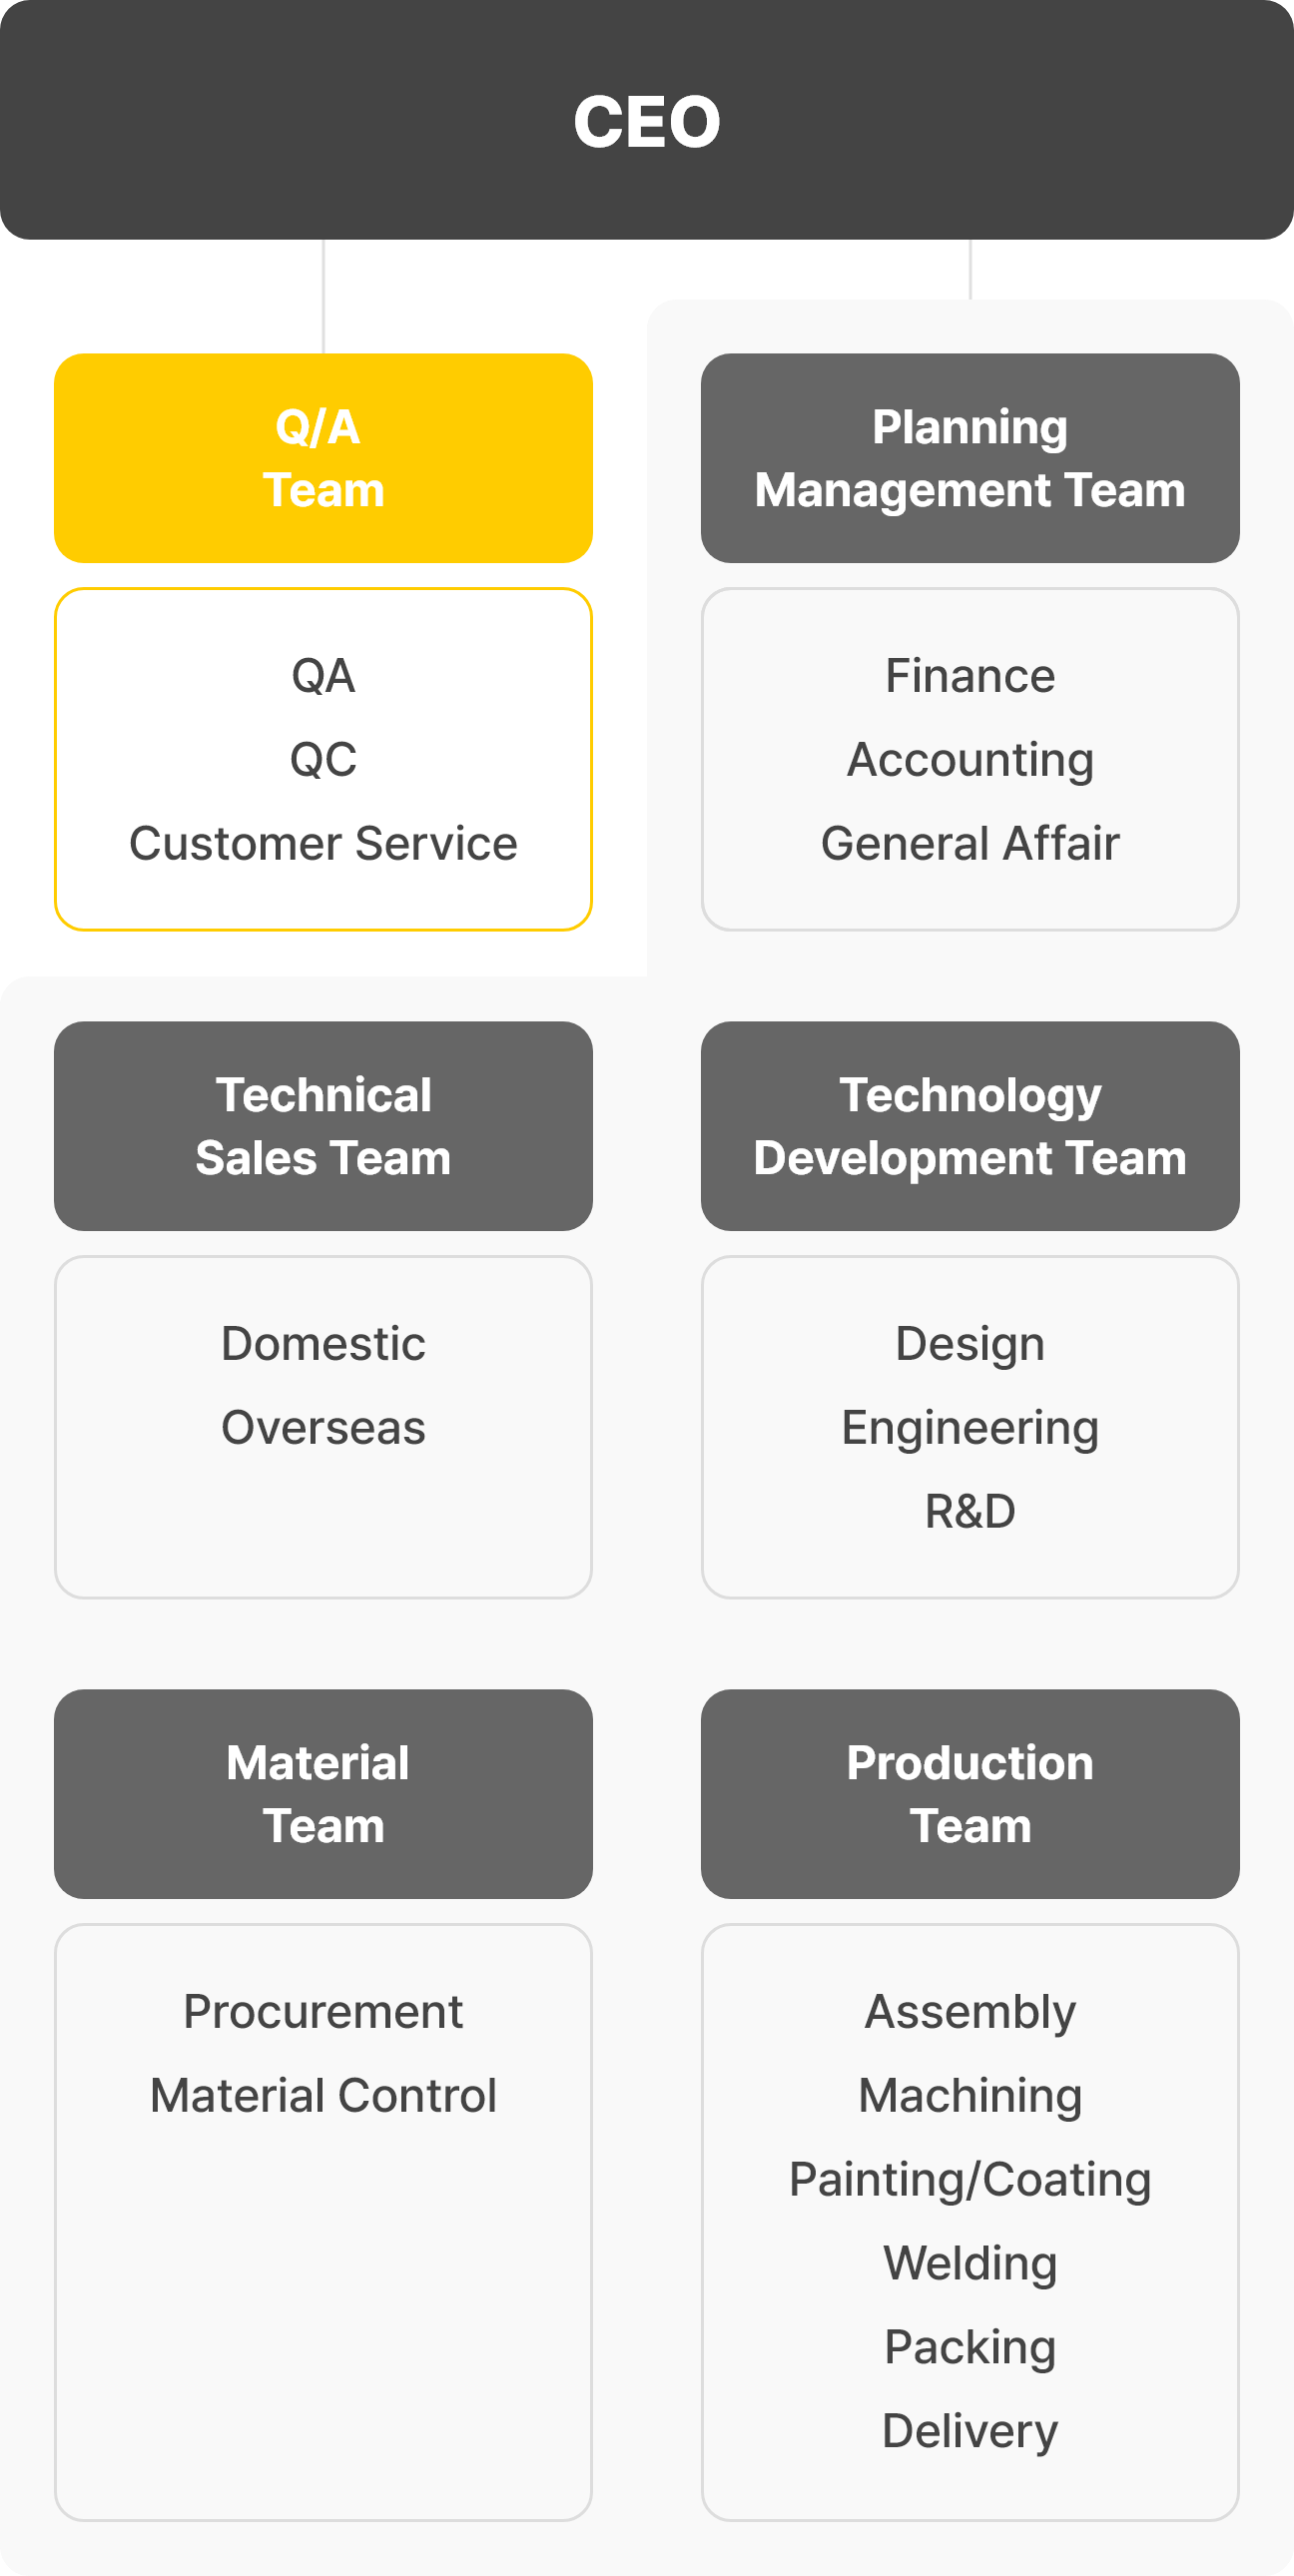 CEO
Q/A
Team
QA
QC
Customer Service
Planning
Management Team
Finance
Accounting
General Affair
Technical
Sales Team
Domestic
Overseas
Technology
Development Team
Design
Engineering
R&D
Material
Team
Procurement
Material Control
Production
Team
Assembly
Machining
Painting/Coating
Welding
Packing
Delivery